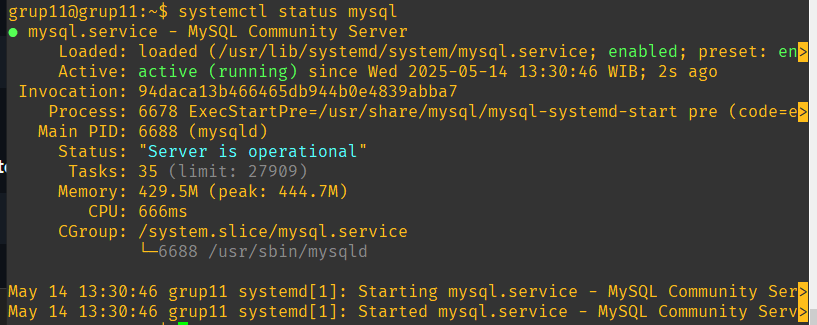 grup11@grup11:~$ systemctl status mysql
● mysql.service - MySQL Community Server
Loaded: loaded (/usr/lib/systemd/system/mysql.service; enabled; preset: en>
Active: active (running) since Wed 2025-05-14 13:30:46 WIB; 2s ago
Invocation: 94daca13b466465db944b0e4839abba7
Process: 6678 ExecStartPre=/usr/share/mysql/mysql-systemd-start pre (code=e>
Main PID: 6688 (mysqld)
Status: "Server is operational"
Tasks: 35 (limit: 27909)
Memory: 429.5M (peak: 444.7M)
CPU: 666ms
CGroup: /system.slice/mysql.service
└─6688 /usr/sbin/mysqld
May 14 13:30:46 grup11 systemd[1]: Starting mysql.service - MySQL Community Ser>
May 14 13:30:46 grup11 systemd[1]: Started mysql.service - MySQL Community Serv>